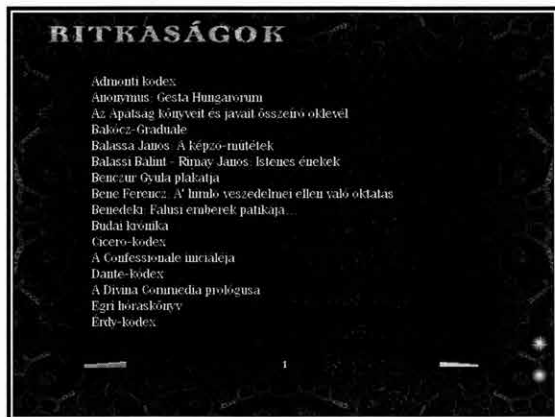 RITKASÁGOK
Admonti kódex
Anonymus: Gesta Hungarorum
Az Apátság könyveit és javait összeíró oklevél
Bakócz-Graduale
Balassa János: A képző-műtétek
Balassi Bálint - Rimay János: Istenes énekek
Benczúr Gyula plakátja
Bene Ferencz: A' himlő veszedelmei ellen való oktatás
Benedeki: Falusi emberek patikája...
Budai krónika
Cicero-kódex
A Confessionale iniciáléja
Dante-kódex
A Divina Commedia prológusa
Egri hóráskönyv
Érdy-kódex
1